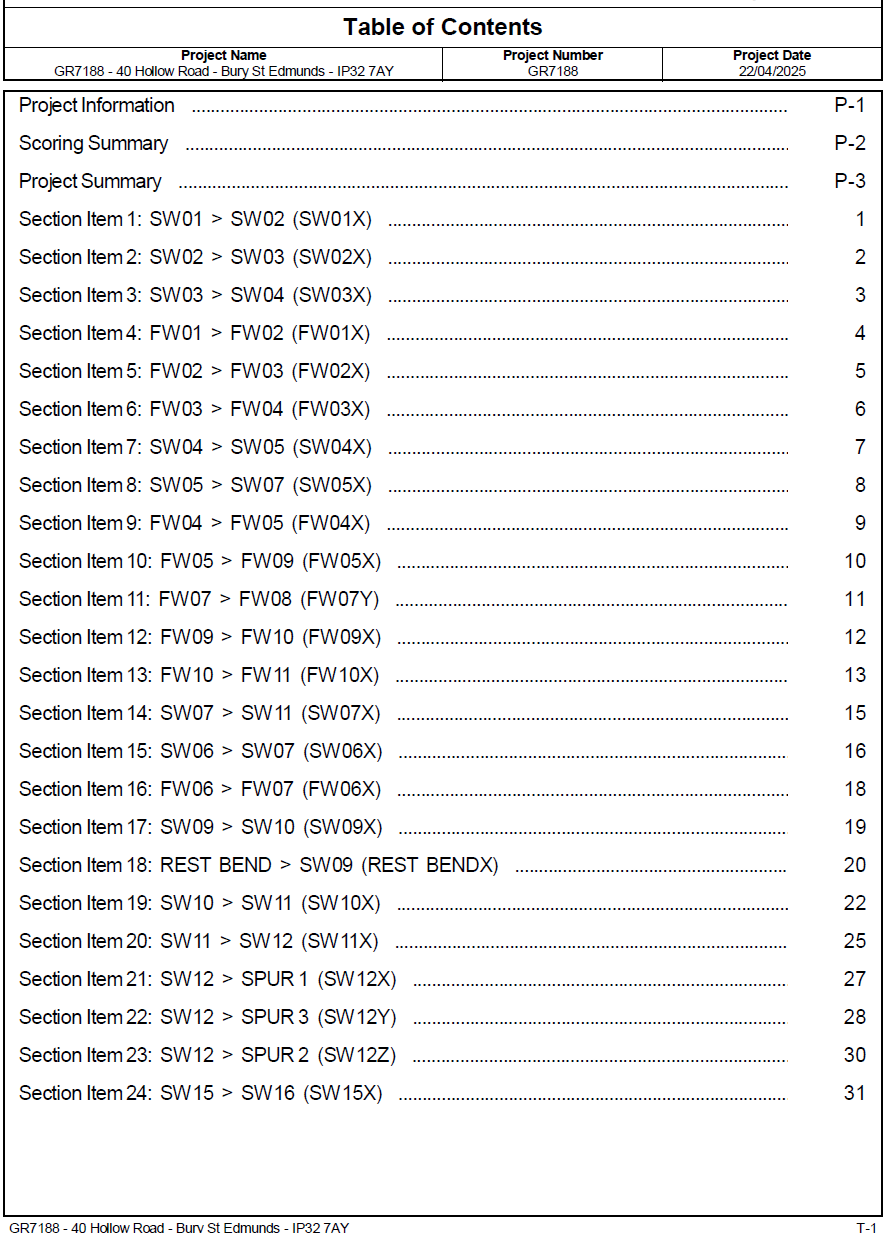 Table of Contents
Project Name Project Number Project Date
GR7188 - 40 Hollow Road - Bury St Edmunds - IP32 7AY GR7188 22/04/2025
Project Information P-1
Scoring Summary P-2
Project Summary P-3
Section Item 1: SW01 > SW02 (SW01X) 1
Section Item 2: SW02 > SW03 (SW02X) 2
Section Item 3: SW03 > SW04 (SW03X) 3
Section Item 4: FW01 > FW02 (FW01X) 4
Section Item 5: FW02 > FW03 (FW02X) 5
Section Item 6: FW03 > FW04 (FW03X) 6
Section Item 7: SW04 > SW05 (SW04X) 7
Section Item 8: SW05 > SW07 (SW05X) 8
Section Item 9: FW04 > FW05 (FW04X) 9
Section Item 10: FW05 > FW09 (FW05X) 10
Section Item 11: FW07 > FW08 (FW07Y) 11
Section Item 12: FW09 > FW10 (FW09X) 12
Section Item 13: FW10 > FW11 (FW10X) 13
Section Item 14: SW07 > SW11 (SW07X) 15
Section Item 15: SW06 > SW07 (SW06X) 16
Section Item 16: FW06 > FW07 (FW06X) 18
Section Item 17: SW09 > SW10 (SW09X) 19
Section Item 18: REST BEND > SW09 (REST BENDX) 20
Section Item 19: SW10 > SW11 (SW10X) 22
Section Item 20: SW11 > SW12 (SW11X) 25
Section Item 21: SW12 > SPUR 1 (SW12X) 27
Section Item 22: SW12 > SPUR 3 (SW12Y) 28
Section Item 23: SW12 > SPUR 2 (SW12Z) 30
Section Item 24: SW15 > SW16 (SW15X) 31
GR7188 - 40 Hollow Road - Bury St Edmunds - IP32 7AY T-1